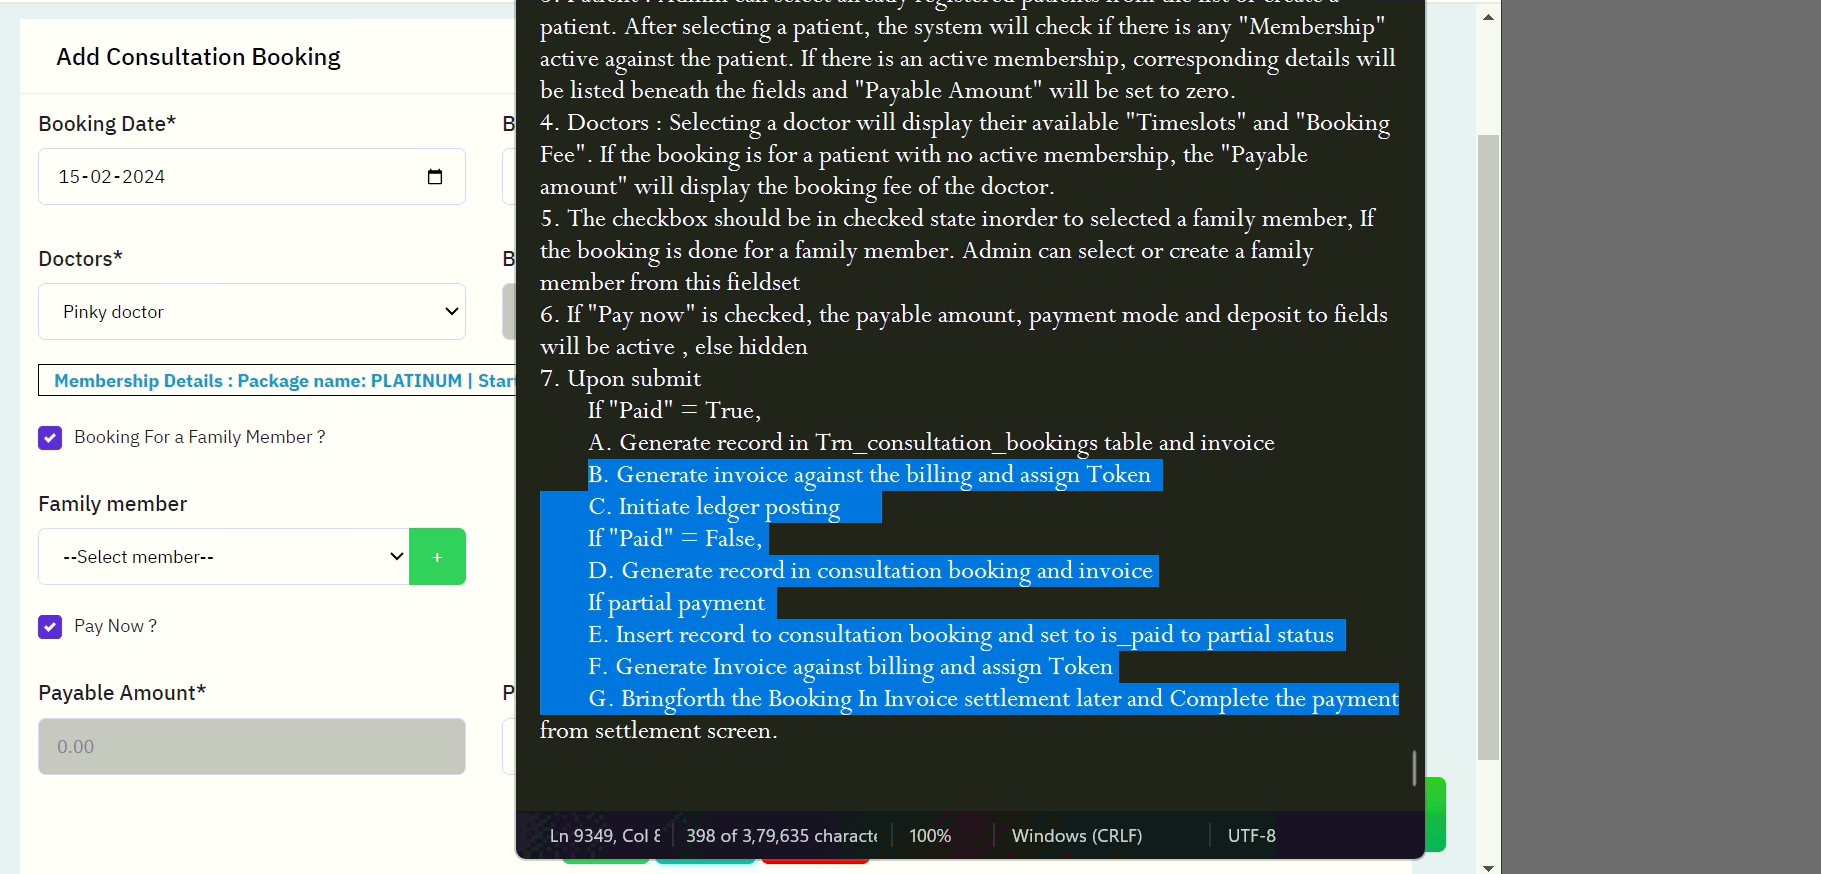 Add Consultation Booking
Booking Date*
B
15-02-2024
Doctors*
B
Pinky doctor
Membership Details : Package name: PLATINUM | Star
Booking For a Family Member ?
Family member
--Select member--
+
Pay Now ?
Payable Amount*
P
0.00
patient. After selecting a patient, the system will check if there is any "Membership"
active against the patient. If there is an active membership, corresponding details will
be listed beneath the fields and "Payable Amount" will be set to zero.
4. Doctors : Selecting a doctor will display their available "Timeslots" and "Booking
Fee". If the booking is for a patient with no active membership, the "Payable
amount" will display the booking fee of the doctor.
5. The checkbox should be in checked state inorder to selected a family member, If
the booking is done for a family member. Admin can select or create a family
member from this fieldset
6. If "Pay now" is checked, the payable amount, payment mode and deposit to fields
will be active , else hidden
7. Upon submit
If "Paid" = True,
A. Generate record in Trn_consultation_bookings table and invoice
B. Generate invoice against the billing and assign Token
C. Initiate ledger posting
If "Paid" = False,
D. Generate record in consultation booking and invoice
If partial payment
E. Insert record to consultation booking and set to is_paid to partial status
F. Generate Invoice against billing and assign Token
G. Bringforth the Booking In Invoice settlement later and Complete the payment
from settlement screen.
Ln 9349, Col 8
398 of 3,79,635 characte
100%
Windows (CRLF)
UTF-8